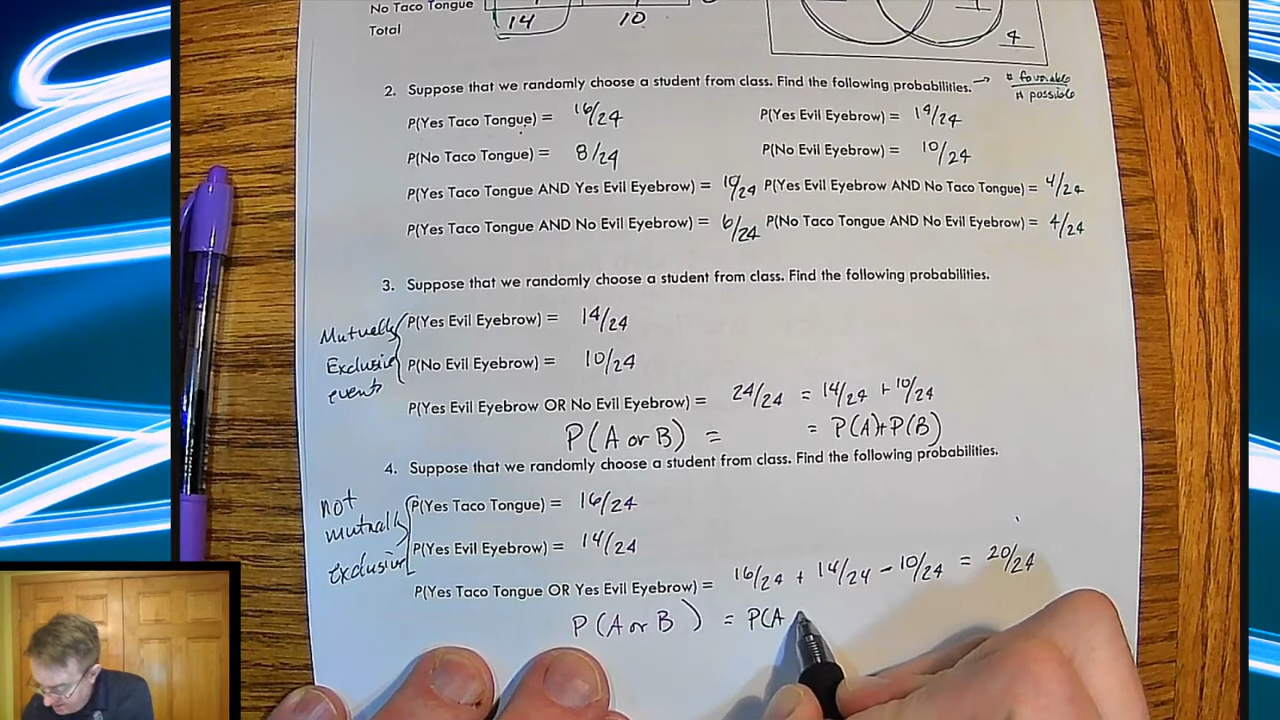 No Taco Tongue
Total 14 10
4
2. Suppose that we randomly choose a student from class. Find the following probabilities. → # favorable
# possible
P(Yes Taco Tongue) = 16/24 P(Yes Evil Eyebrow) = 14/24
P(No Taco Tongue) = 8/24 P(No Evil Eyebrow) = 10/24
P(Yes Taco Tongue AND Yes Evil Eyebrow) = 10/24 P(Yes Evil Eyebrow AND No Taco Tongue) = 4/24
P(Yes Taco Tongue AND No Evil Eyebrow) = 6/24 P(No Taco Tongue AND No Evil Eyebrow) = 4/24
3. Suppose that we randomly choose a student from class. Find the following probabilities.
Mutually
Exclusive
events
P(Yes Evil Eyebrow) = 14/24
P(No Evil Eyebrow) = 10/24
P(Yes Evil Eyebrow OR No Evil Eyebrow) = 24/24 = 14/24 + 10/24
P(A or B) = = P(A)+P(B)
4. Suppose that we randomly choose a student from class. Find the following probabilities.
not
mutually
exclusive
P(Yes Taco Tongue) = 16/24
P(Yes Evil Eyebrow) = 14/24
P(Yes Taco Tongue OR Yes Evil Eyebrow) = 16/24 + 14/24 - 10/24 = 20/24
P(A or B) = P(A